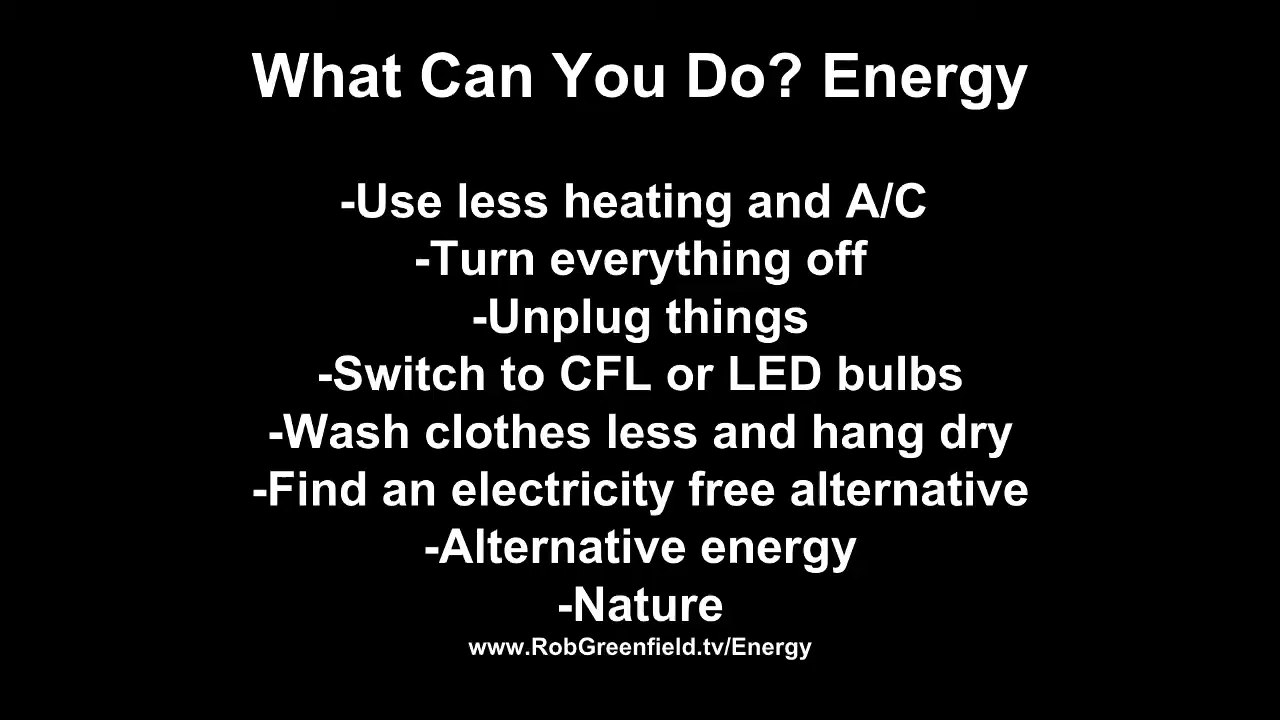 What Can You Do? Energy
-Use less heating and A/C
-Turn everything off
-Unplug things
-Switch to CFL or LED bulbs
-Wash clothes less and hang dry
-Find an electricity free alternative
-Alternative energy
-Nature
www.RobGreenfield.tv/Energy